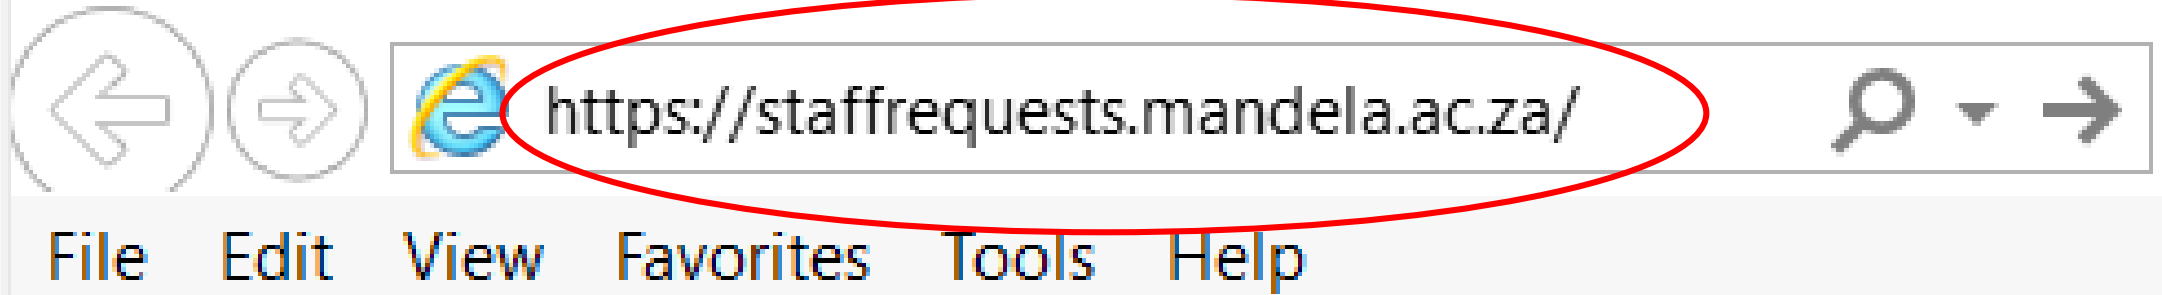 https://staffrequests.mandela.ac.za/
File Edit View Favorites Tools Help